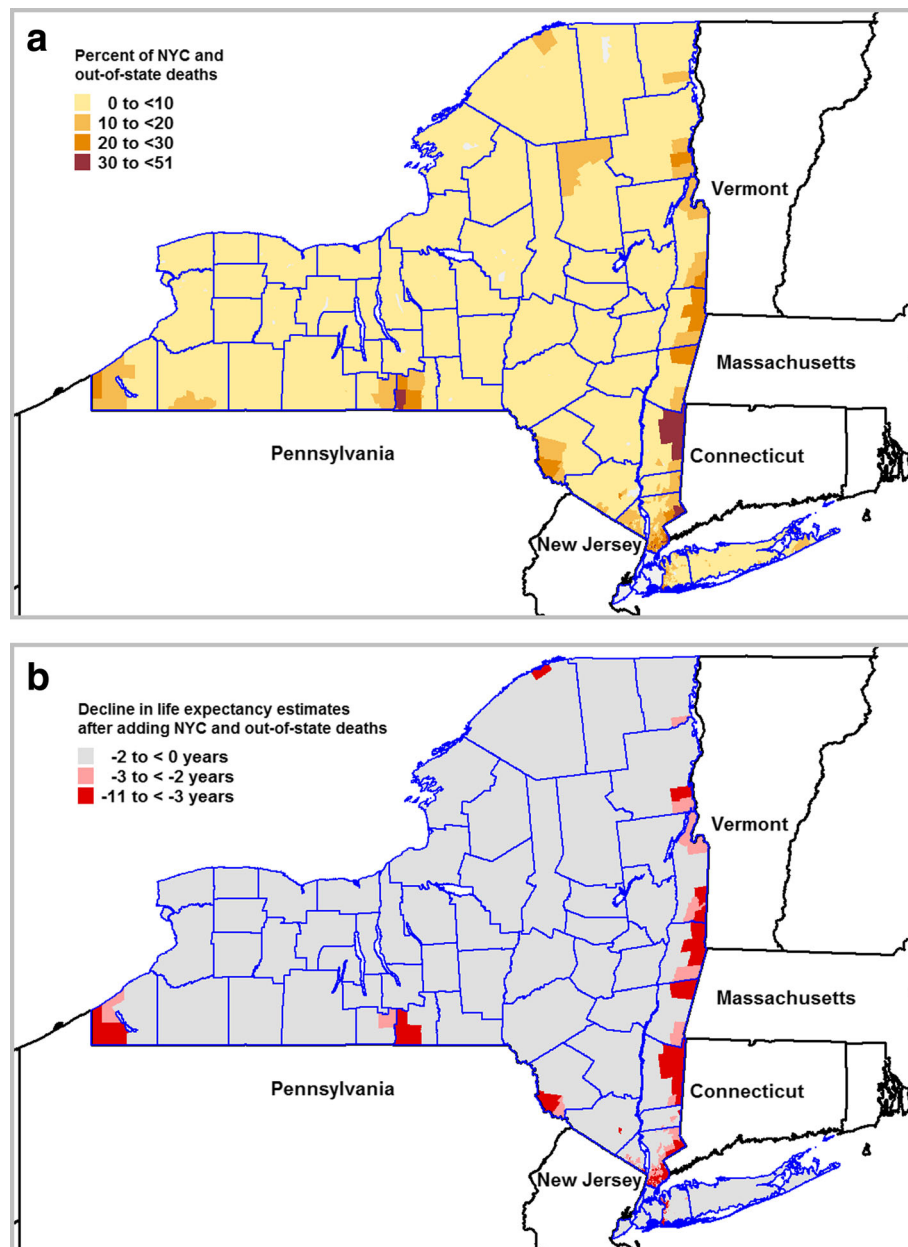 a
Percent of NYC and
out-of-state deaths
0 to <10
10 to <20
20 to <30
30 to <51
Vermont
Massachusetts
Pennsylvania
Connecticut
New Jersey
b
Decline in life expectancy estimates
after adding NYC and out-of-state deaths
-2 to < 0 years
-3 to < -2 years
-11 to < -3 years
Vermont
Massachusetts
Pennsylvania
Connecticut
New Jersey